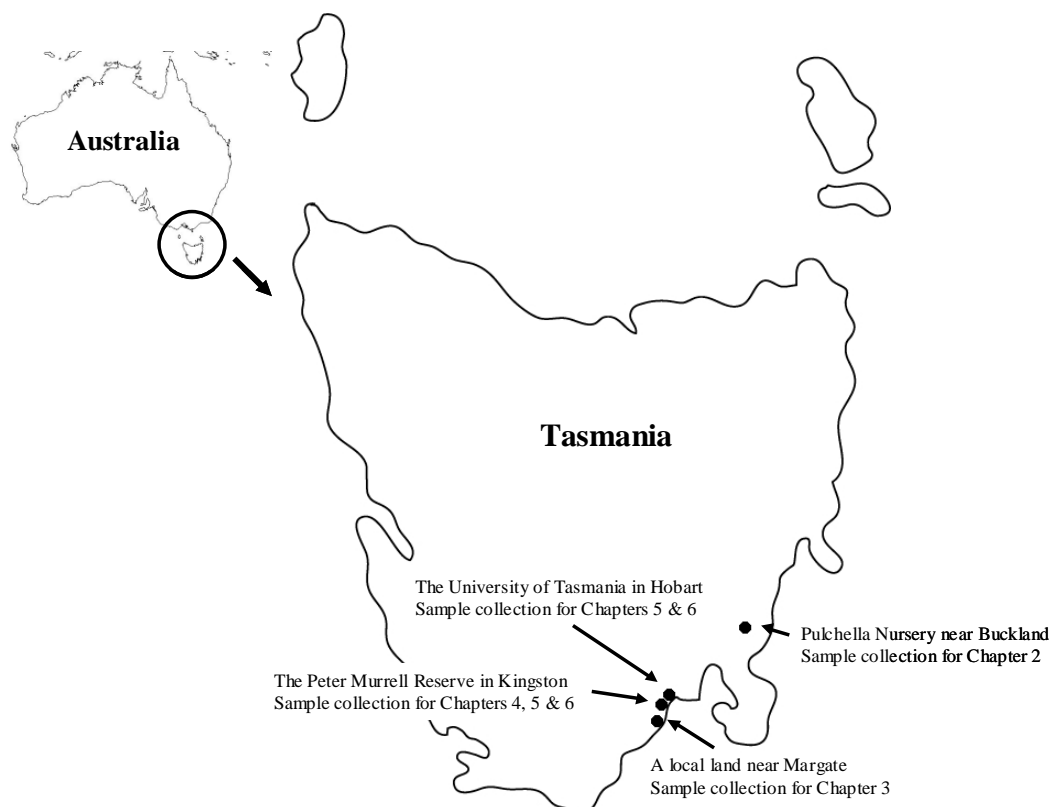 Australia
Tasmania
The University of Tasmania in Hobart
Sample collection for Chapters 5 & 6
Pulchella Nursery near Buckland
Sample collection for Chapter 2
The Peter Murrell Reserve in Kingston
Sample collection for Chapters 4, 5 & 6
A local land near Margate
Sample collection for Chapter 3